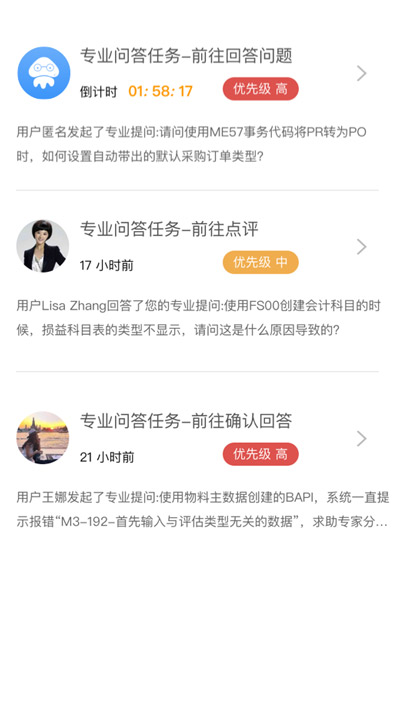 专业问答任务-前往回答问题
倒计时 01: 58: 17 优先级 高
用户匿名发起了专业提问:请问使用ME57事务代码将PR转为PO
时，如何设置自动带出的默认采购订单类型？
专业问答任务-前往点评
17 小时前 优先级 中
用户Lisa Zhang回答了您的专业提问:使用FS00创建会计科目的时
候，损益科目表的类型不显示，请问这是什么原因导致的？
专业问答任务-前往确认回答
21 小时前 优先级 高
用户王娜发起了专业提问:使用物料主数据创建的BAPI，系统一直提
示报错“M3-192-首先输入与评估类型无关的数据”，求助专家分...